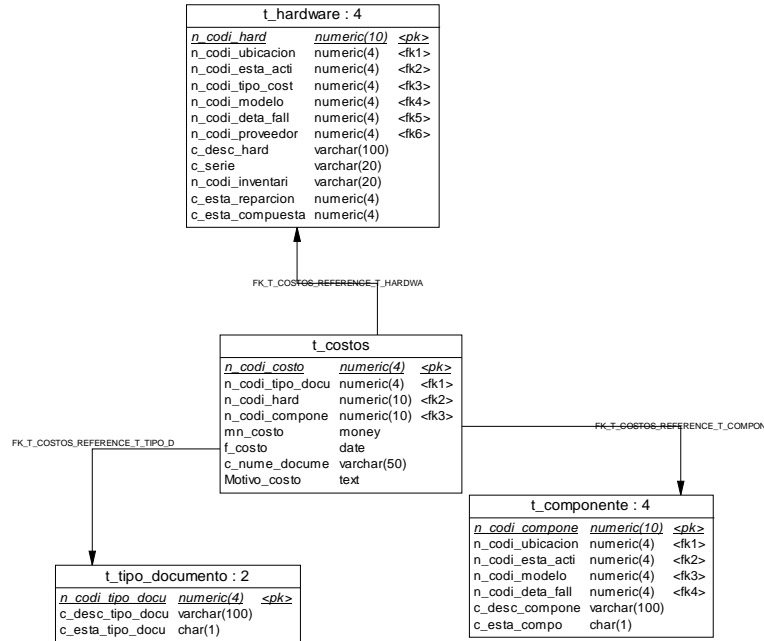 t_hardware : 4
n_codi_hard numeric(10) <pk>
n_codi_ubicacion numeric(4) <fk1>
n_codi_esta_acti numeric(4) <fk2>
n_codi_tipo_cost numeric(4) <fk3>
n_codi_modelo numeric(4) <fk4>
n_codi_deta_fall numeric(4) <fk5>
n_codi_proveedor numeric(4) <fk6>
c_desc_hard varchar(100)
c_serie varchar(20)
n_codi_inventari varchar(20)
c_esta_reparcion numeric(4)
c_esta_compuesta numeric(4)
FK_T_COSTOS_REFERENCE_T_HARDWA
t_costos
n_codi_costo numeric(4) <pk>
n_codi_tipo_docu numeric(4) <fk1>
n_codi_hard numeric(10) <fk2>
n_codi_compone numeric(10) <fk3>
mn_costo money
f_costo date
c_nume_docume varchar(50)
Motivo_costo text
FK_T_COSTOS_REFERENCE_T_COMPON
FK_T_COSTOS_REFERENCE_T_TIPO_D
t_componente : 4
n_codi_compone numeric(10) <pk>
n_codi_ubicacion numeric(4) <fk1>
n_codi_esta_acti numeric(4) <fk2>
n_codi_modelo numeric(4) <fk3>
n_codi_deta_fall numeric(4) <fk4>
c_desc_compone varchar(100)
c_esta_compo char(1)
t_tipo_documento : 2
n_codi_tipo_docu numeric(4) <pk>
c_desc_tipo_docu varchar(100)
c_esta_tipo_docu char(1)